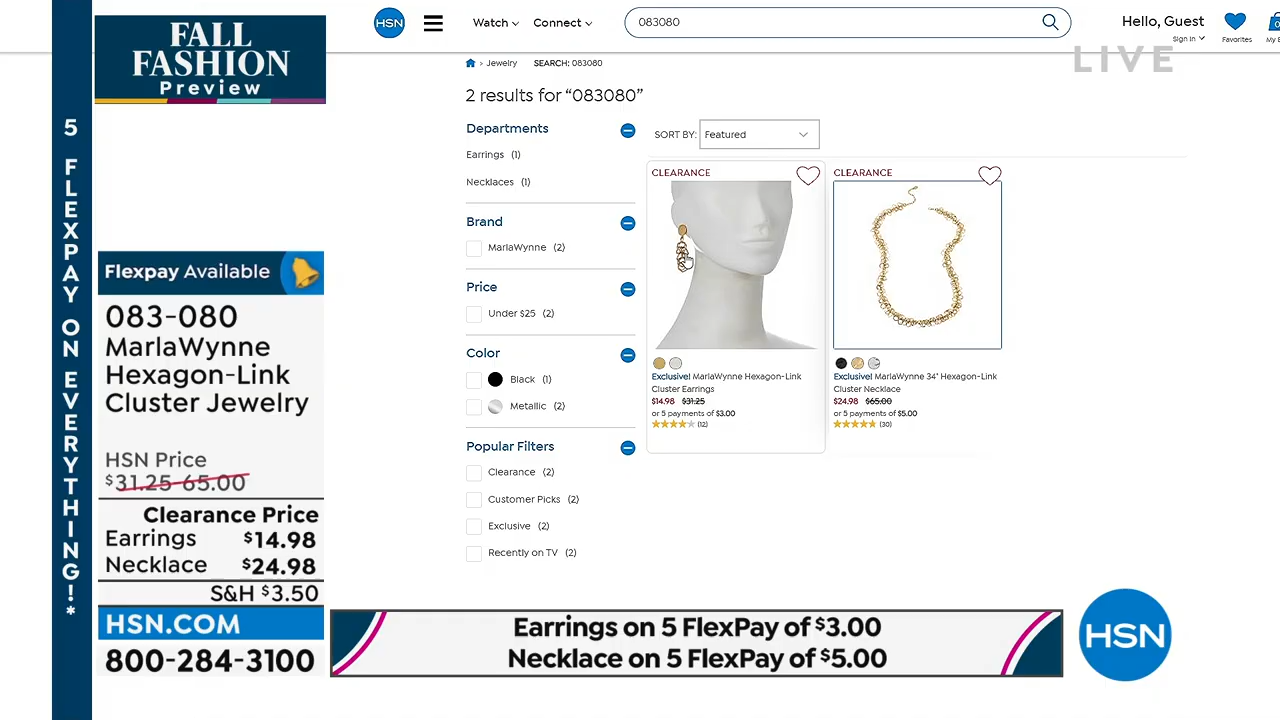 FALL
FASHION
Preview
5 FLEXPAY ON EVERYTHING!*
Flexpay Available
083-080
MarlaWynne
Hexagon-Link
Cluster Jewelry
HSN Price
$31.25-65.00
Clearance Price
Earrings $14.98
Necklace $24.98
S&H $3.50
HSN.COM
800-284-3100
HSN
Watch
Connect
083080
Hello, Guest
Sign In
Favorites
LIVE
> Jewelry SEARCH: 083080
2 results for “083080”
Departments
Earrings (1)
Necklaces (1)
Brand
MarlaWynne (2)
Price
Under $25 (2)
Color
Black (1)
Metallic (2)
Popular Filters
Clearance (2)
Customer Picks (2)
Exclusive (2)
Recently on TV (2)
SORT BY: Featured
CLEARANCE
Exclusive! MarlaWynne Hexagon-Link
Cluster Earrings
$14.98 $31.25
or 5 payments of $3.00
(12)
CLEARANCE
Exclusive! MarlaWynne 34" Hexagon-Link
Cluster Necklace
$24.98 $65.00
or 5 payments of $5.00
(30)
Earrings on 5 FlexPay of $3.00
Necklace on 5 FlexPay of $5.00
HSN